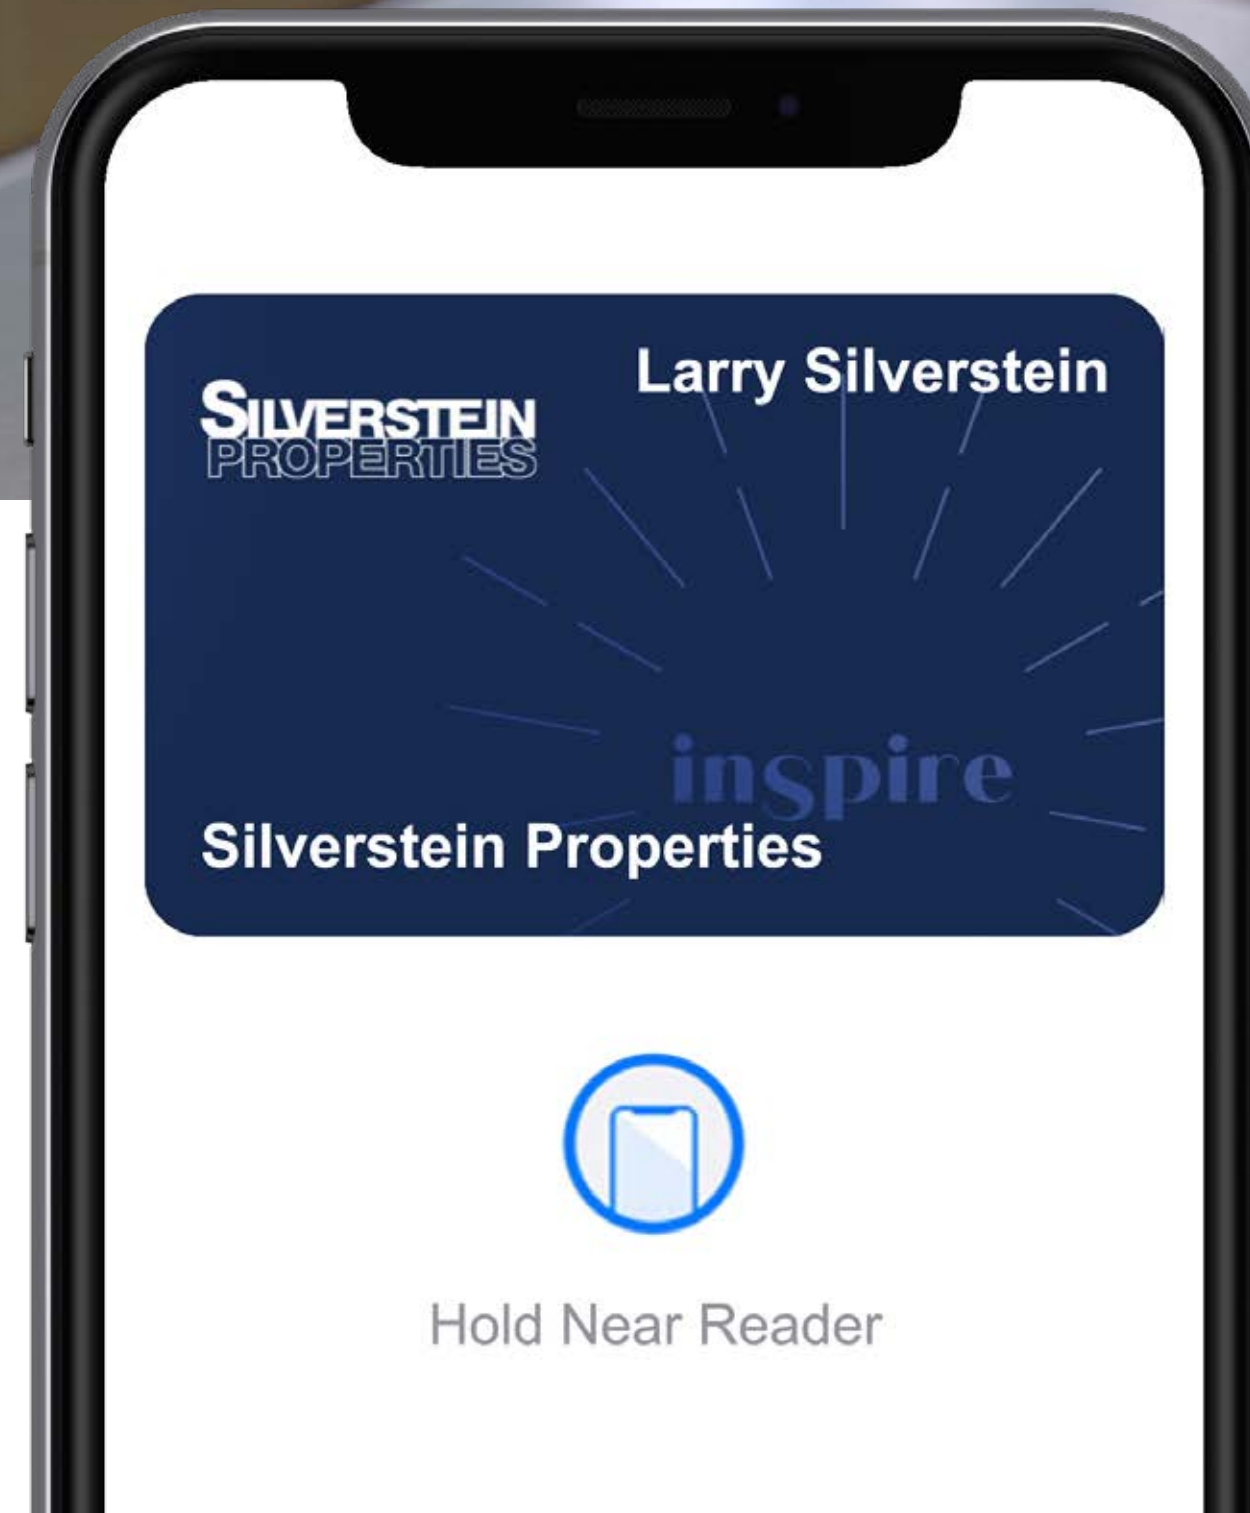 Larry Silverstein
SILVERSTEIN
PROPERTIES
inspire
Silverstein Properties
Hold Near Reader